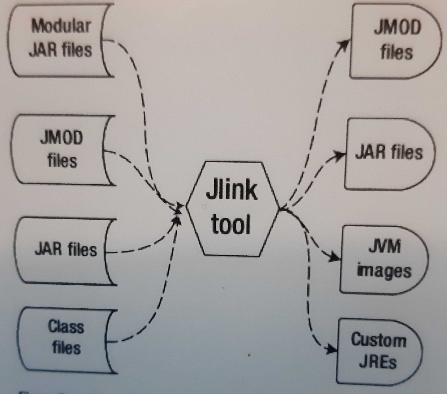 Modular
JAR files
JMOD
files
JAR files
Class
files
Jlink
tool
JMOD
files
JAR files
JVM
images
Custom
JREs